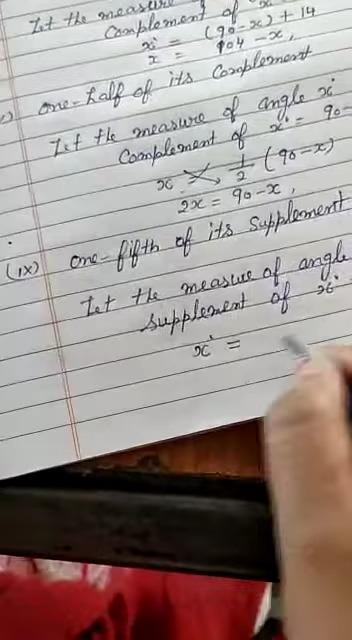 Let the measure
Complement of x
x° = (90-x) + 14
x = 104 - x,
one-half of its complement
Let the measure of angle x°
Complement of x° = 90-
x = 1/2 (90-x)
2x = 90-x,
(ix) one-fifth of its supplement
Let the measure of angle
supplement of x°
x° =